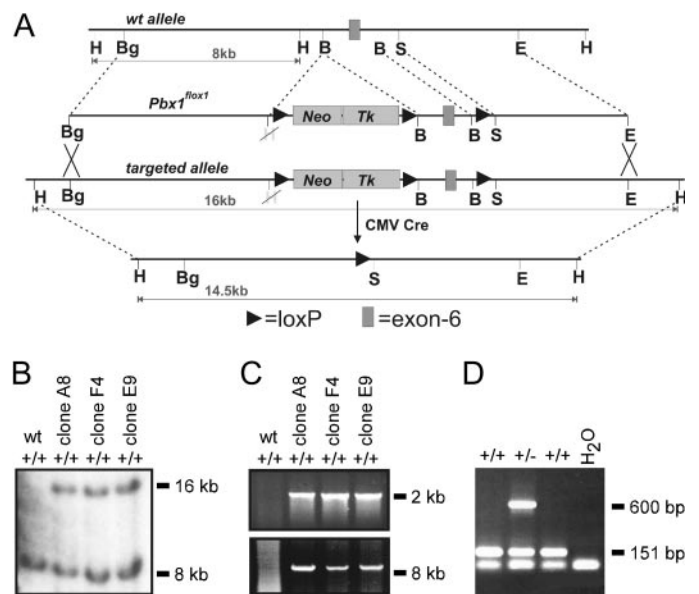 A
wt allele
H Bg H B B S E H
8kb
Pbx1flox1
Neo Tk
Bg B B S E
targeted allele
Neo Tk
H Bg B B S E H
16kb
CMV Cre
H Bg S E H
14.5kb
=loxP =exon-6
B
wt clone A8 clone F4 clone E9
+/+ +/+ +/+ +/+
16 kb
8 kb
C
wt clone A8 clone F4 clone E9
+/+ +/+ +/+ +/+
2 kb
8 kb
D
+/+ +/- +/+ H2O
600 bp
151 bp